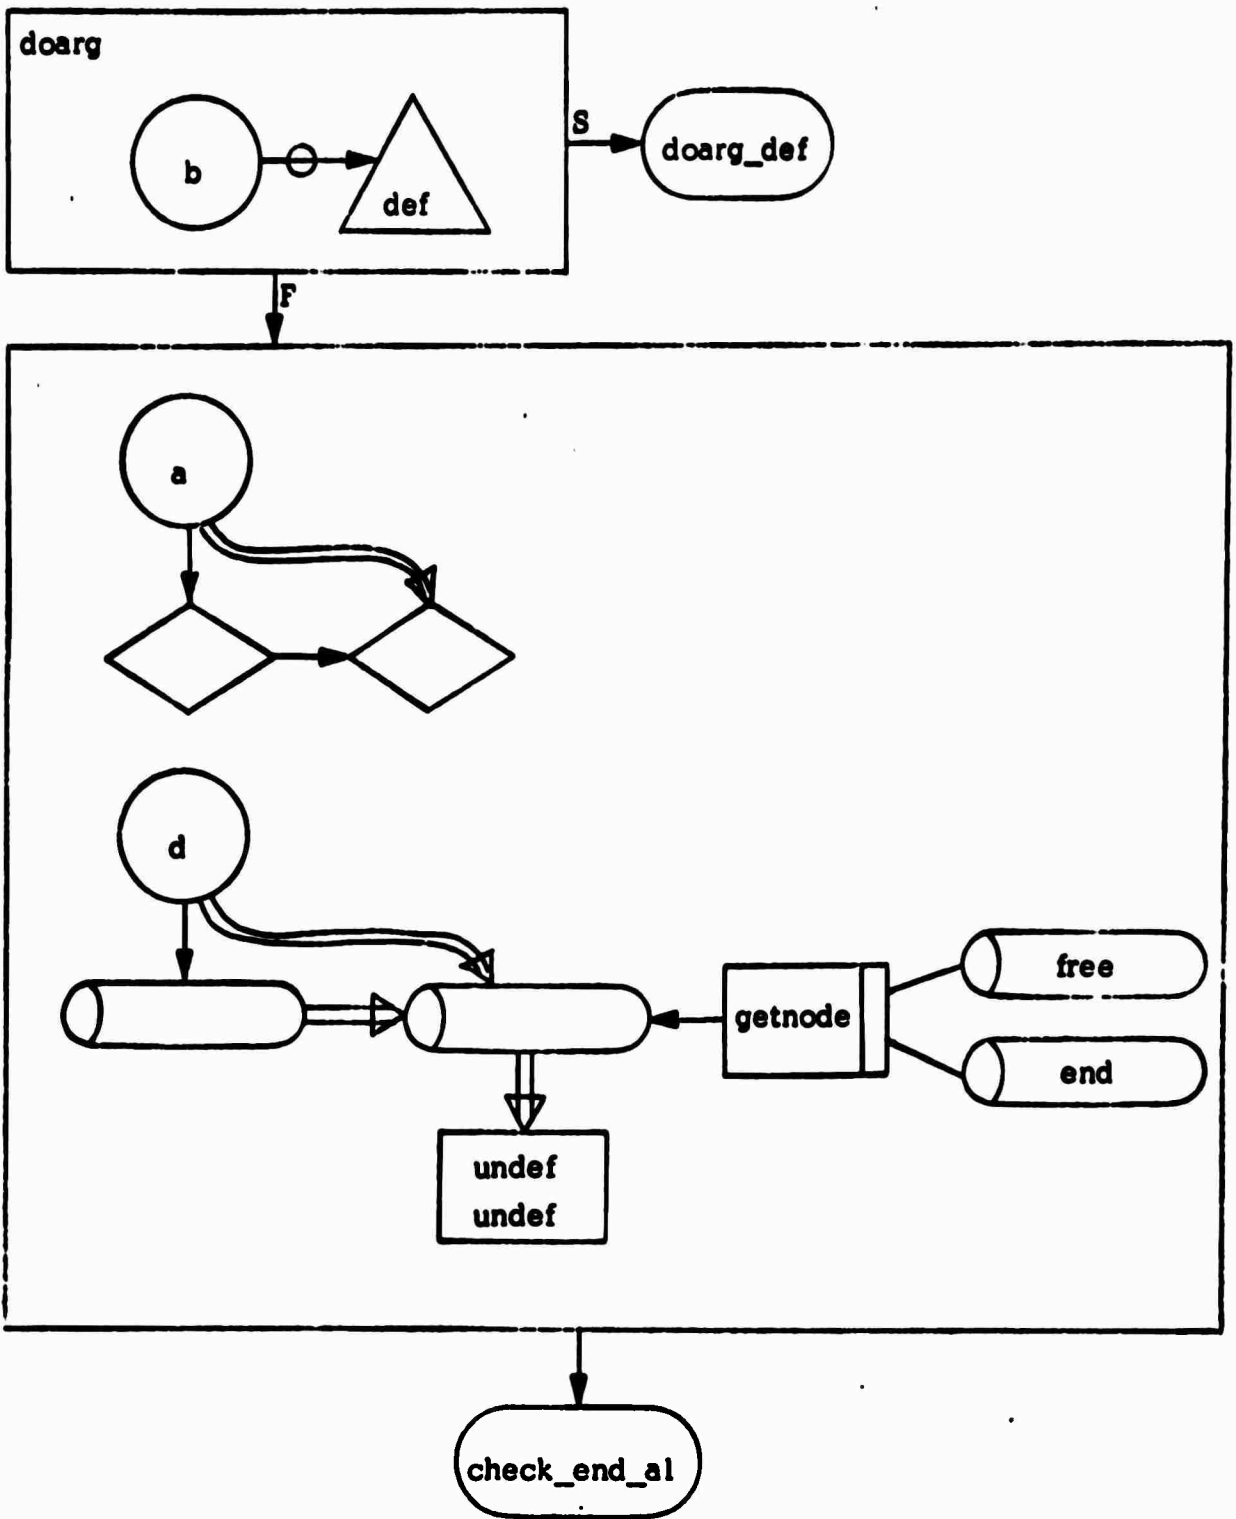 doarg
b
def
S
doarg_def
F
a
d
free
getnode
end
undef
undef
check_end_al